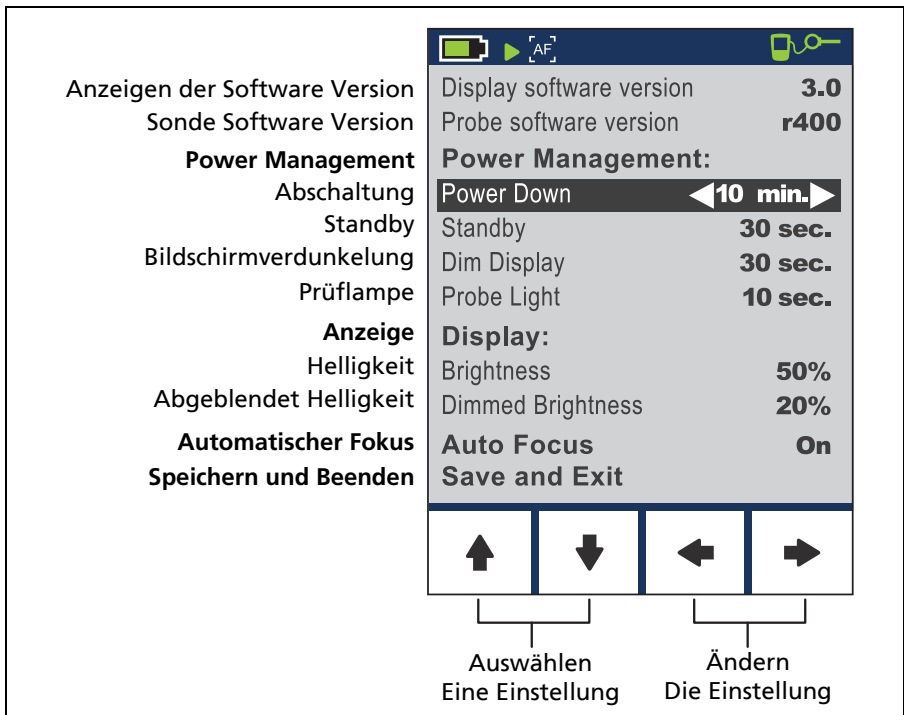 AF
Anzeigen der Software Version Display software version 3.0
Sonde Software Version Probe software version r400
Power Management Power Management:
Abschaltung Power Down 10 min.
Standby Standby 30 sec.
Bildschirmverdunkelung Dim Display 30 sec.
Prüflampe Probe Light 10 sec.
Anzeige Display:
Helligkeit Brightness 50%
Abgeblendet Helligkeit Dimmed Brightness 20%
Automatischer Fokus Auto Focus On
Speichern und Beenden Save and Exit
Auswählen Ändern
Eine Einstellung Die Einstellung